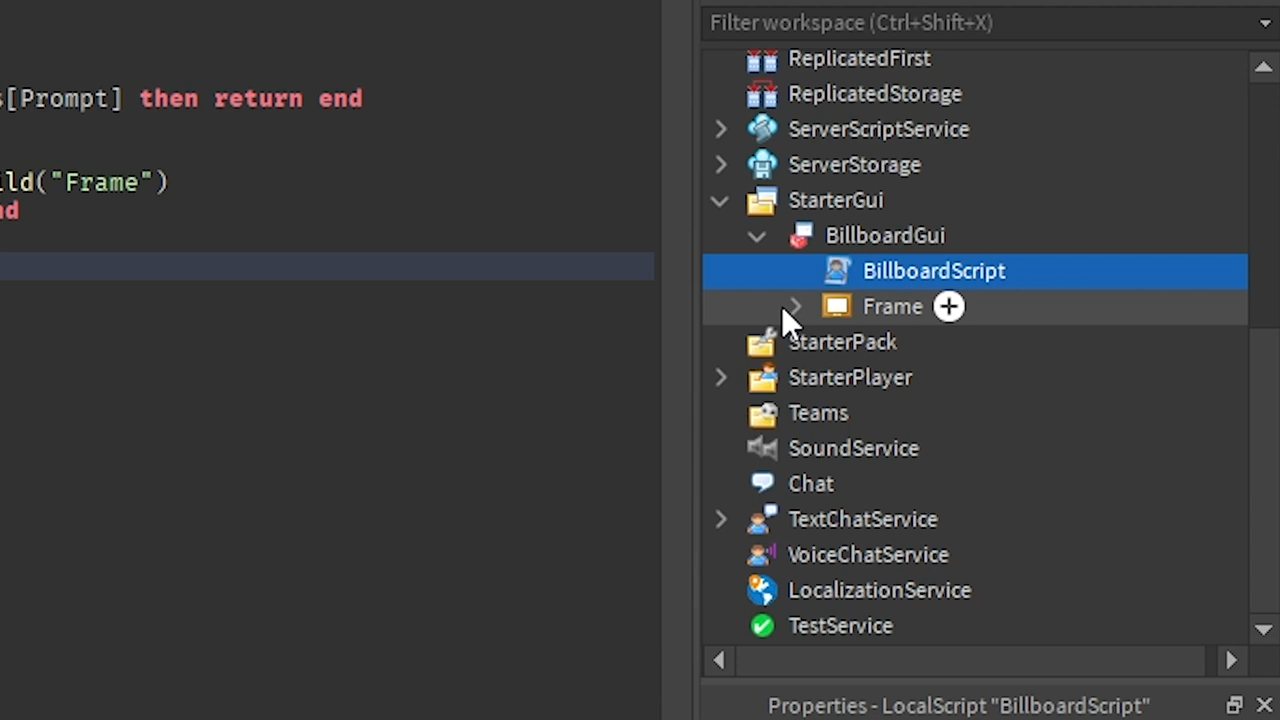 s[Prompt] then return end
ild("Frame")
nd
Filter workspace (Ctrl+Shift+X)
ReplicatedFirst
ReplicatedStorage
ServerScriptService
ServerStorage
StarterGui
BillboardGui
BillboardScript
Frame
StarterPack
StarterPlayer
Teams
SoundService
Chat
TextChatService
VoiceChatService
LocalizationService
TestService
Properties - LocalScript "BillboardScript"